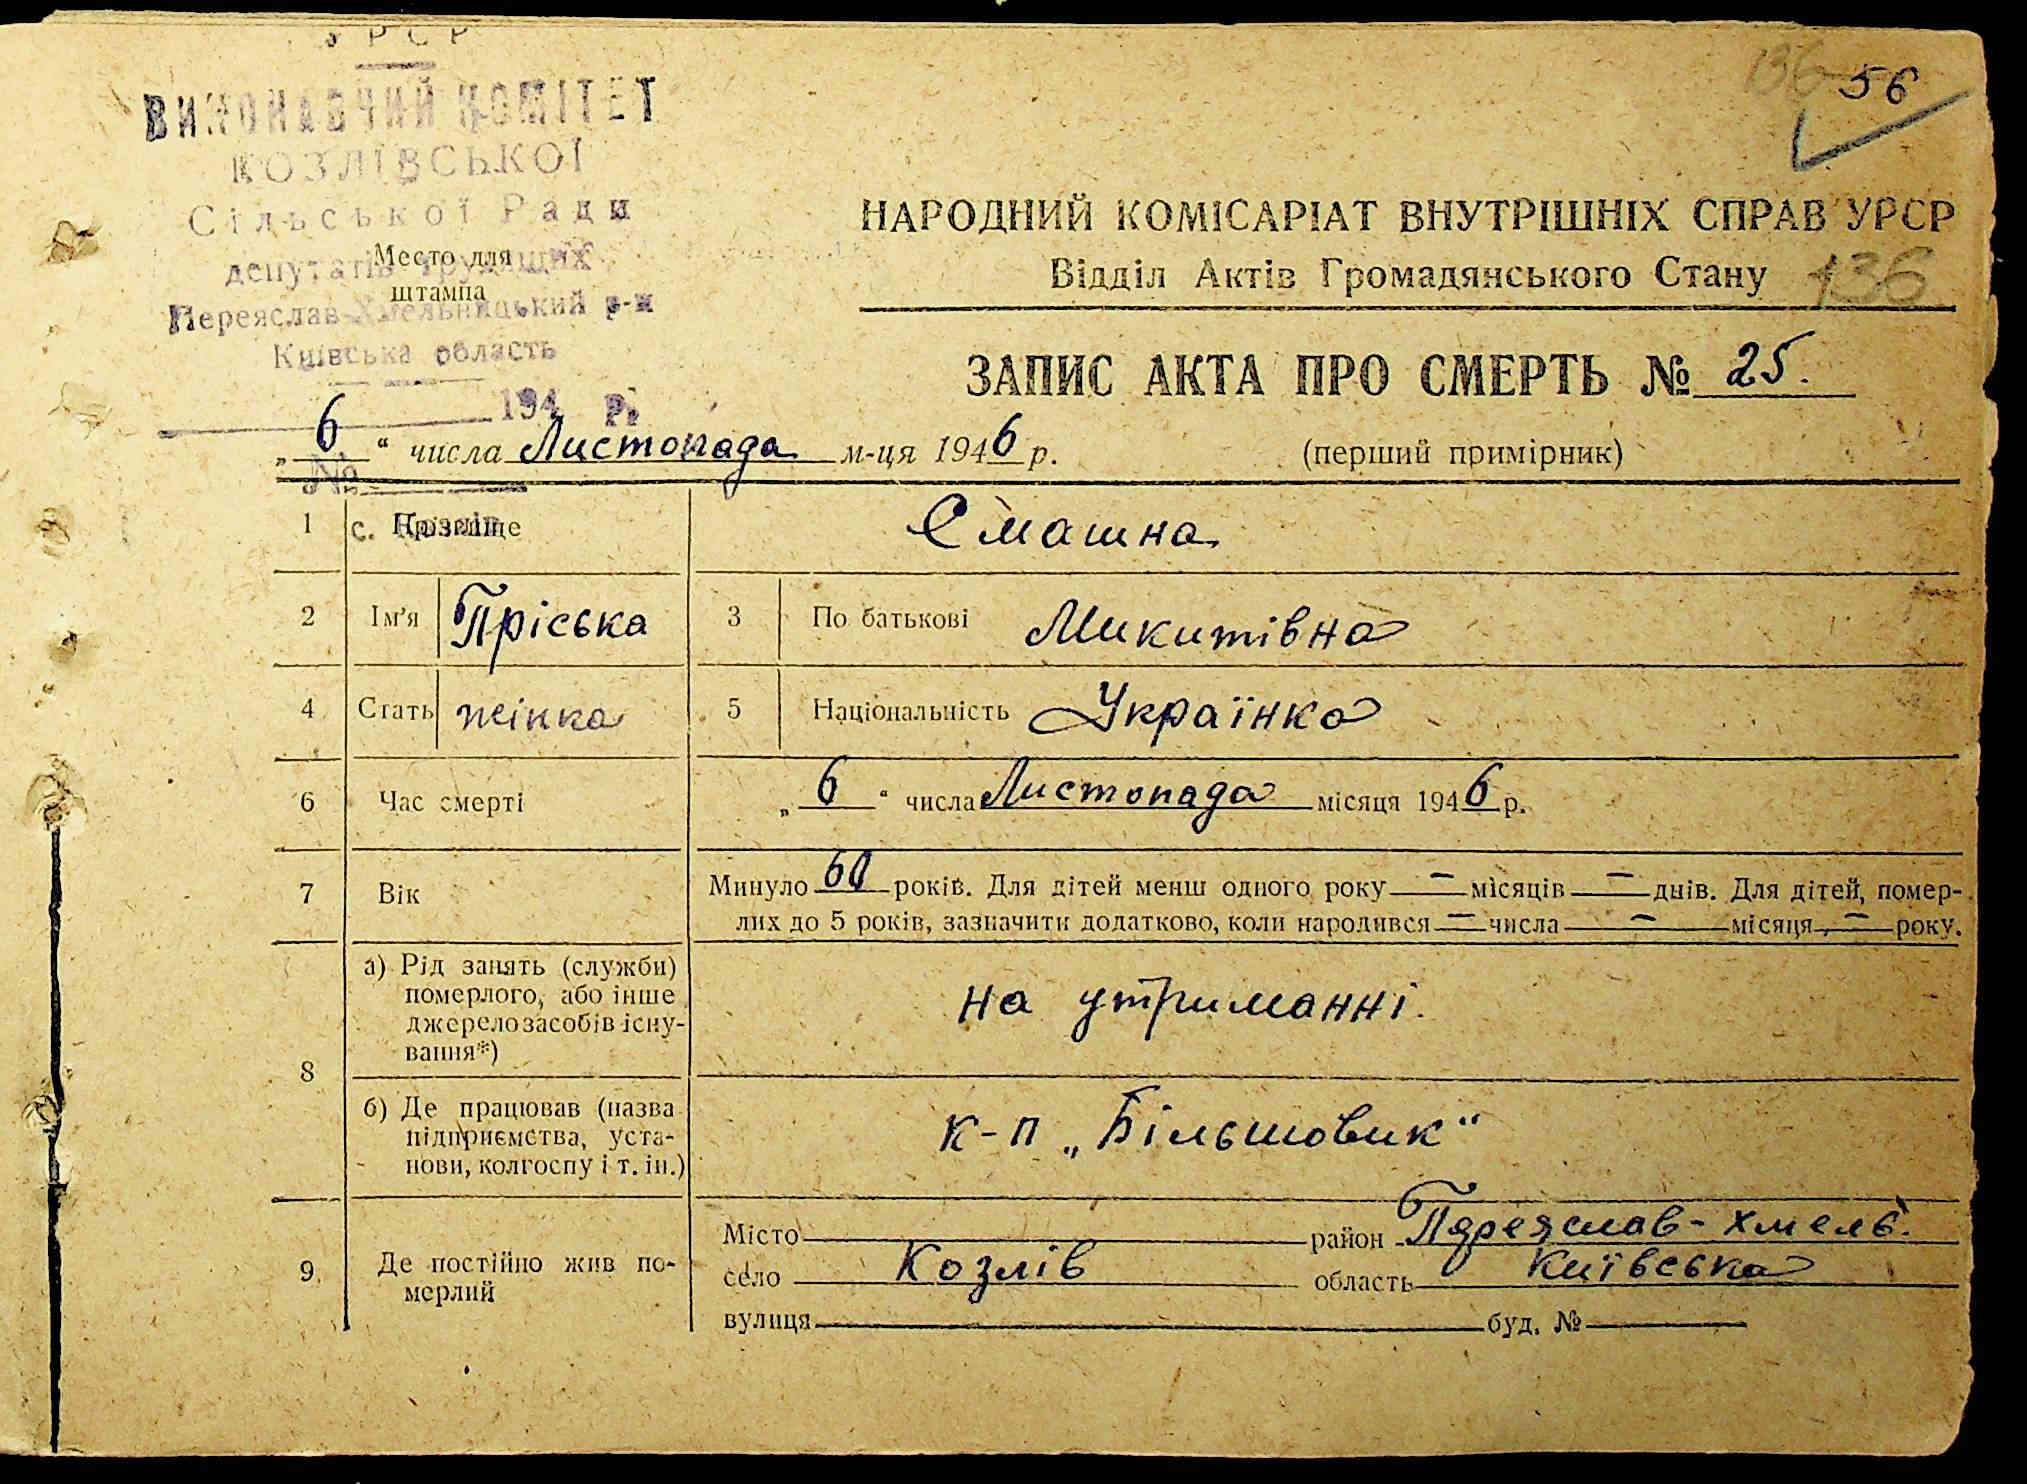 УРСР
ВИКОНАВЧИЙ КОМІТЕТ
КОЗЛІВСЬКОЇ
Сільської Ради
депутатів трудящих
Место для
штампа
Переяслав-Хмельницький р-н
Київська область
194 р.
№
с. Козлів
136 56
НАРОДНИЙ КОМІСАРІАТ ВНУТРІШНІХ СПРАВ УРСР
Відділ Актів Громадянського Стану 136
ЗАПИС АКТА ПРО СМЕРТЬ № 25.
„6“ числа Листопада м-ця 1946 р. (перший примірник)
1 Прізвище Смашна
2 Ім'я Пріська 3 По батькові Микитівна
4 Стать жінка 5 Національність Українка
6 Час смерті „6“ числа Листопада місяця 1946 р.
7 Вік Минуло 60 років. Для дітей менш одного року — місяців — днів. Для дітей, помер-
лих до 5 років, зазначити додатково, коли народився — числа — місяця — року.
8 а) Рід занять (служби)
померлого, або інше
джерело засобів існу-
вання*)
на утриманні.
б) Де працював (назва
підприємства, уста-
нови, колгоспу і т. ін.)
к-п „Більшовик“
9 Де постійно жив по-
мерлий
Місто район Переяслав-Хмель.
село Козлів область Київська
вулиця буд. №